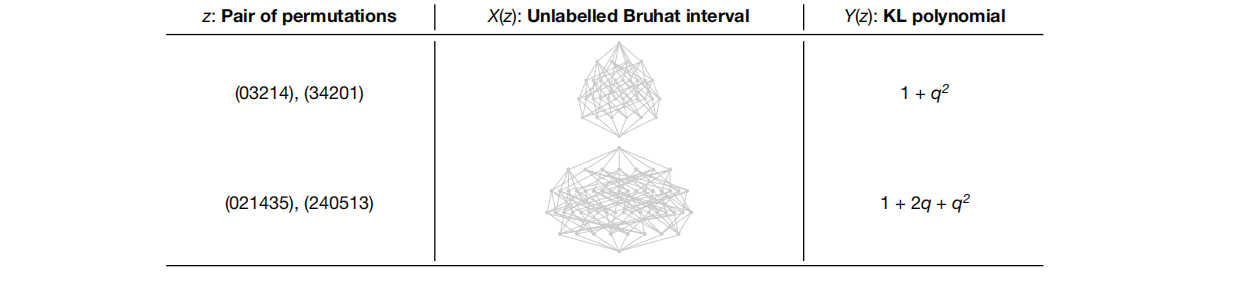 z: Pair of permutations X(z): Unlabelled Bruhat interval Y(z): KL polynomial
(03214), (34201) 1 + q²
(021435), (240513) 1 + 2q + q²